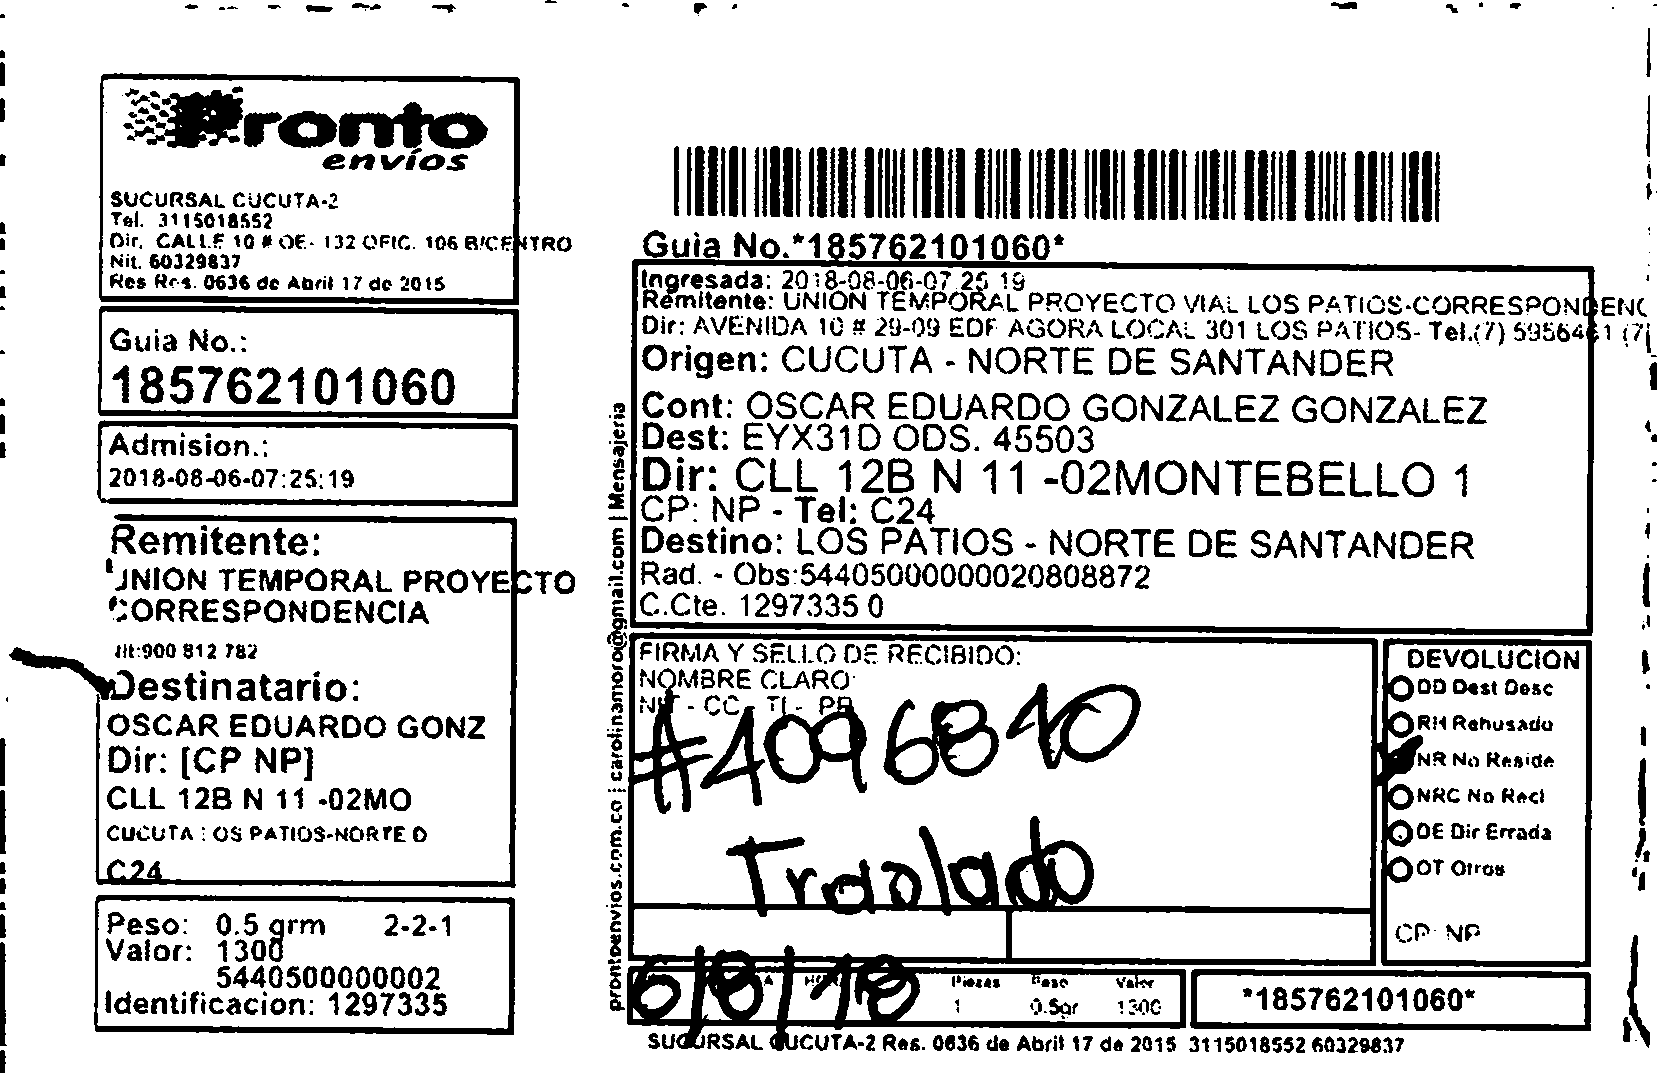 Pronto
envíos
SUCURSAL CUCUTA-2
Tel. 3115018552
Dir. CALLE 10 # OE- 132 OFIC. 106 B/CENTRO
Nit. 60329837
Res Res. 0636 de Abril 17 de 2015
Guia No.:
185762101060
Admision.:
2018-08-06-07:25:19
Remitente:
UNION TEMPORAL PROYECTO
CORRESPONDENCIA
Nit:900 812 782
Destinatario:
OSCAR EDUARDO GONZ
Dir: [CP NP]
CLL 12B N 11 -02MO
CUCUTA : OS PATIOS-NORTE D
C24
Peso: 0.5 grm 2-2-1
Valor: 1300
5440500000002
Identificacion: 1297335
prontoenvios.com.co | carolinamoro@gmail.com | Mensajeria
Guia No.*185762101060*
Ingresada: 2018-08-06-07 25 19
Remitente: UNION TEMPORAL PROYECTO VIAL LOS PATIOS-CORRESPONDENC
Dir: AVENIDA 10 # 29-09 EDF AGORA LOCAL 301 LOS PATIOS- Tel.(7) 5956461 (7
Origen: CUCUTA - NORTE DE SANTANDER
Cont: OSCAR EDUARDO GONZALEZ GONZALEZ
Dest: EYX31D ODS. 45503
Dir: CLL 12B N 11 -02MONTEBELLO 1
CP: NP - Tel: C24
Destino: LOS PATIOS - NORTE DE SANTANDER
Rad. - Obs:54405000000020808872
C.Cte. 1297335 0
FIRMA Y SELLO DE RECIBIDO:
NOMBRE CLARO:
NIT - CC - TI - PP
#4096840
Traslado
6/8/18
Piezas Peso Valor
1 0.5gr 1300
DEVOLUCION
DD Dest Desc
RH Rehusado
NR No Reside
NRC No Recl
DE Dir Errada
OT Otros
CP: NP
*185762101060*
SUCURSAL CUCUTA-2 Res. 0636 de Abril 17 de 2015 3115018552 60329837